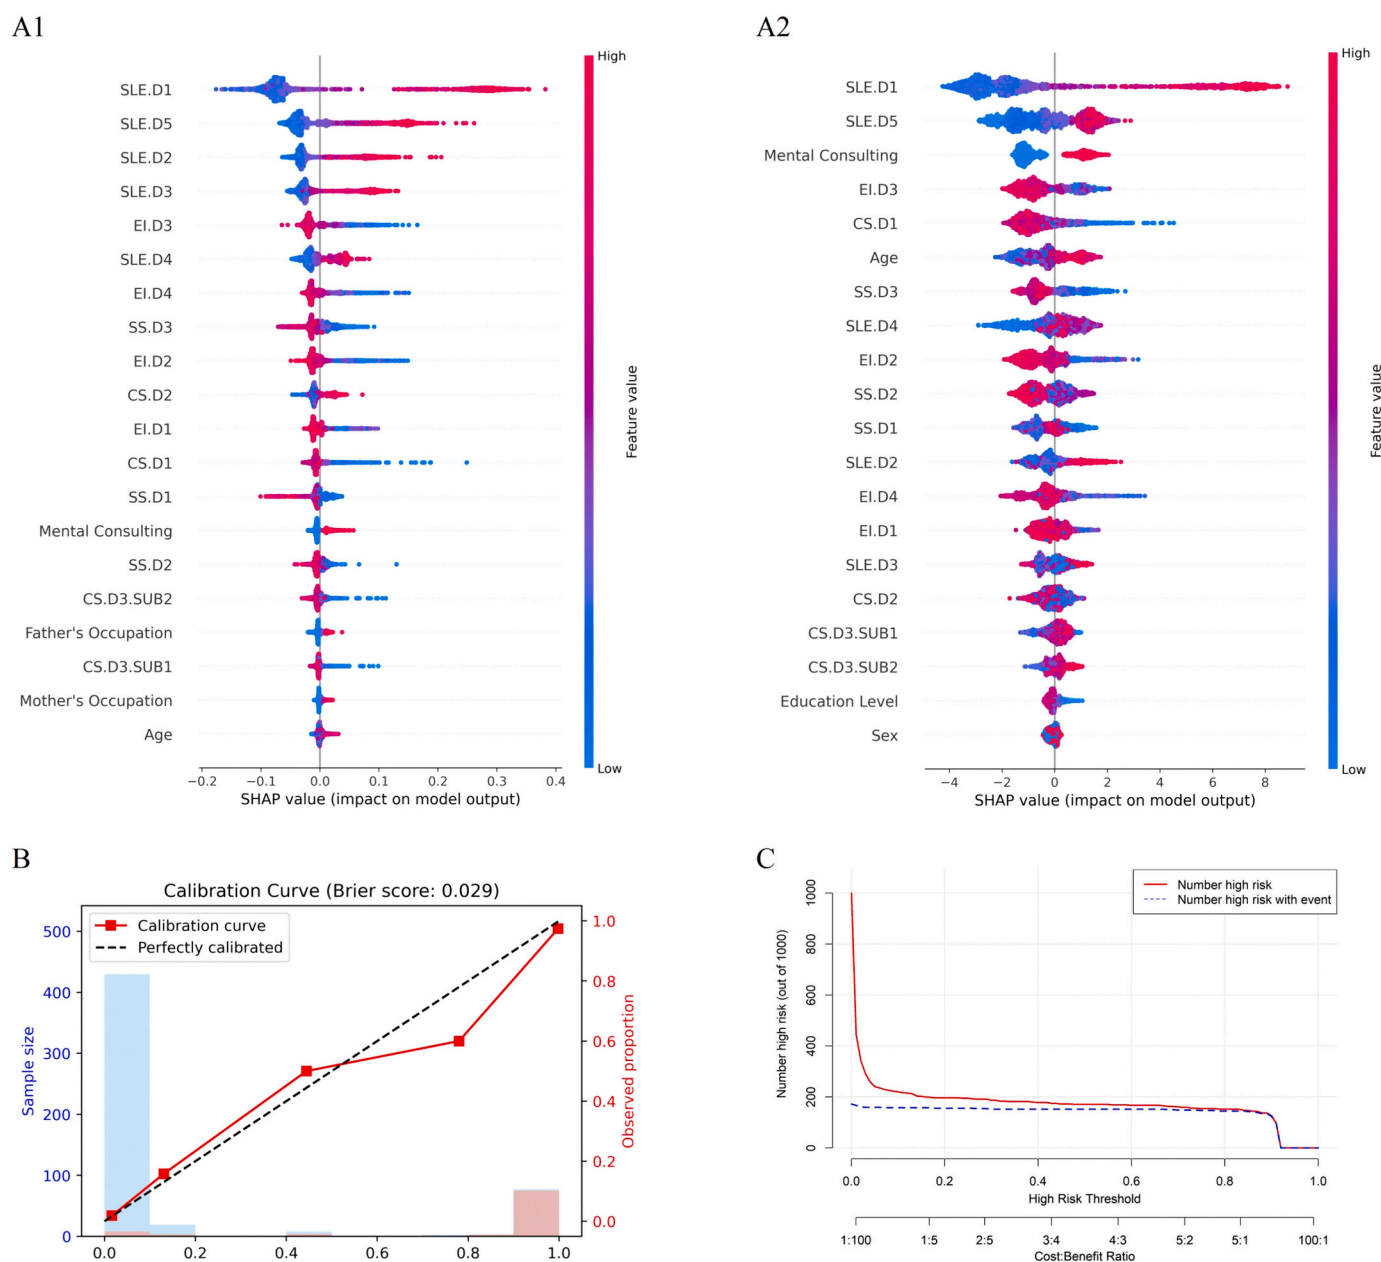 A1
High
SLE.D1
SLE.D5
SLE.D2
SLE.D3
EI.D3
SLE.D4
EI.D4
SS.D3
EI.D2
CS.D2
EI.D1
CS.D1
SS.D1
Mental Consulting
SS.D2
CS.D3.SUB2
Father's Occupation
CS.D3.SUB1
Mother's Occupation
Age
Feature value
Low
−0.2 −0.1 0.0 0.1 0.2 0.3 0.4
SHAP value (impact on model output)
A2
High
SLE.D1
SLE.D5
Mental Consulting
EI.D3
CS.D1
Age
SS.D3
SLE.D4
EI.D2
SS.D2
SS.D1
SLE.D2
EI.D4
EI.D1
SLE.D3
CS.D2
CS.D3.SUB1
CS.D3.SUB2
Education Level
Sex
Feature value
Low
−4 −2 0 2 4 6 8
SHAP value (impact on model output)
B
Calibration Curve (Brier score: 0.029)
Calibration curve
Perfectly calibrated
Sample size
500
400
300
200
100
0
1.0
0.8
0.6
0.4
0.2
0.0
Observed proportion
0.0 0.2 0.4 0.6 0.8 1.0
C
Number high risk
Number high risk with event
Number high risk (out of 1000)
1000
800
600
400
200
0
0.0 0.2 0.4 0.6 0.8 1.0
High Risk Threshold
1:100 1:5 2:5 3:4 4:3 5:2 5:1 100:1
Cost:Benefit Ratio